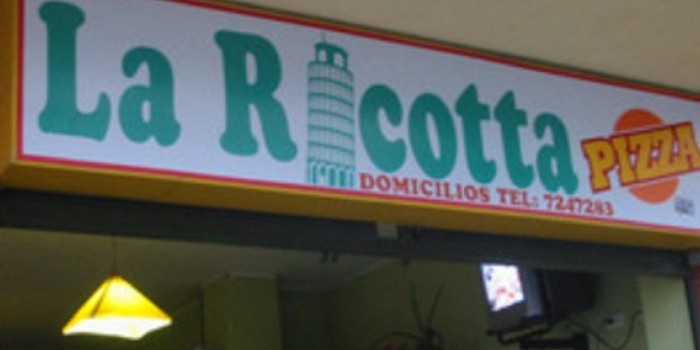 La Ricotta
PIZZA
DOMICILIOS TEL: 7247283